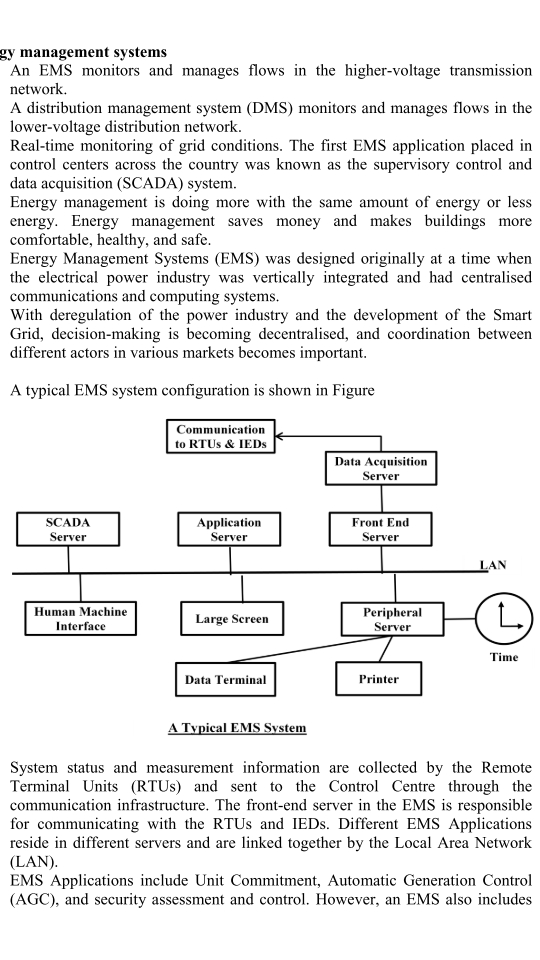 gy management systems
An EMS monitors and manages flows in the higher-voltage transmission
network.
A distribution management system (DMS) monitors and manages flows in the
lower-voltage distribution network.
Real-time monitoring of grid conditions. The first EMS application placed in
control centers across the country was known as the supervisory control and
data acquisition (SCADA) system.
Energy management is doing more with the same amount of energy or less
energy. Energy management saves money and makes buildings more
comfortable, healthy, and safe.
Energy Management Systems (EMS) was designed originally at a time when
the electrical power industry was vertically integrated and had centralised
communications and computing systems.
With deregulation of the power industry and the development of the Smart
Grid, decision-making is becoming decentralised, and coordination between
different actors in various markets becomes important.
A typical EMS system configuration is shown in Figure
Communication
to RTUs & IEDs
Data Acquisition
Server
SCADA
Server
Application
Server
Front End
Server
LAN
Human Machine
Interface
Large Screen
Peripheral
Server
Time
Data Terminal
Printer
A Typical EMS System
System status and measurement information are collected by the Remote
Terminal Units (RTUs) and sent to the Control Centre through the
communication infrastructure. The front-end server in the EMS is responsible
for communicating with the RTUs and IEDs. Different EMS Applications
reside in different servers and are linked together by the Local Area Network
(LAN).
EMS Applications include Unit Commitment, Automatic Generation Control
(AGC), and security assessment and control. However, an EMS also includes